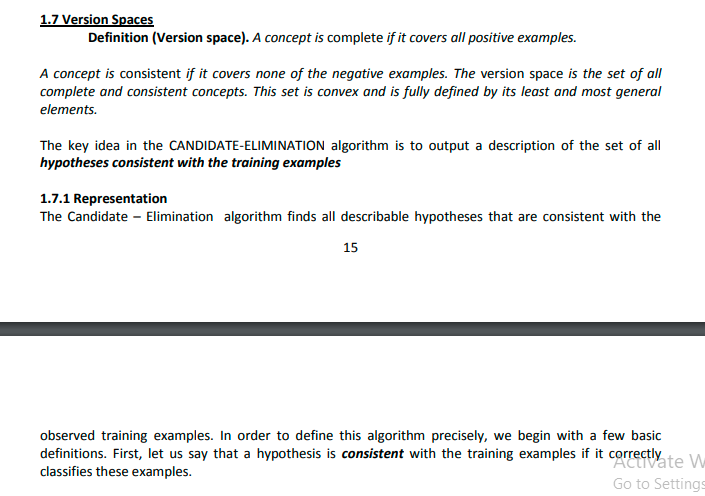 1.7 Version Spaces
Definition (Version space). A concept is complete if it covers all positive examples.
A concept is consistent if it covers none of the negative examples. The version space is the set of all
complete and consistent concepts. This set is convex and is fully defined by its least and most general
elements.
The key idea in the CANDIDATE-ELIMINATION algorithm is to output a description of the set of all
hypotheses consistent with the training examples
1.7.1 Representation
The Candidate – Elimination algorithm finds all describable hypotheses that are consistent with the
15
observed training examples. In order to define this algorithm precisely, we begin with a few basic
definitions. First, let us say that a hypothesis is consistent with the training examples if it correctly
classifies these examples.
Activate W
Go to Settings